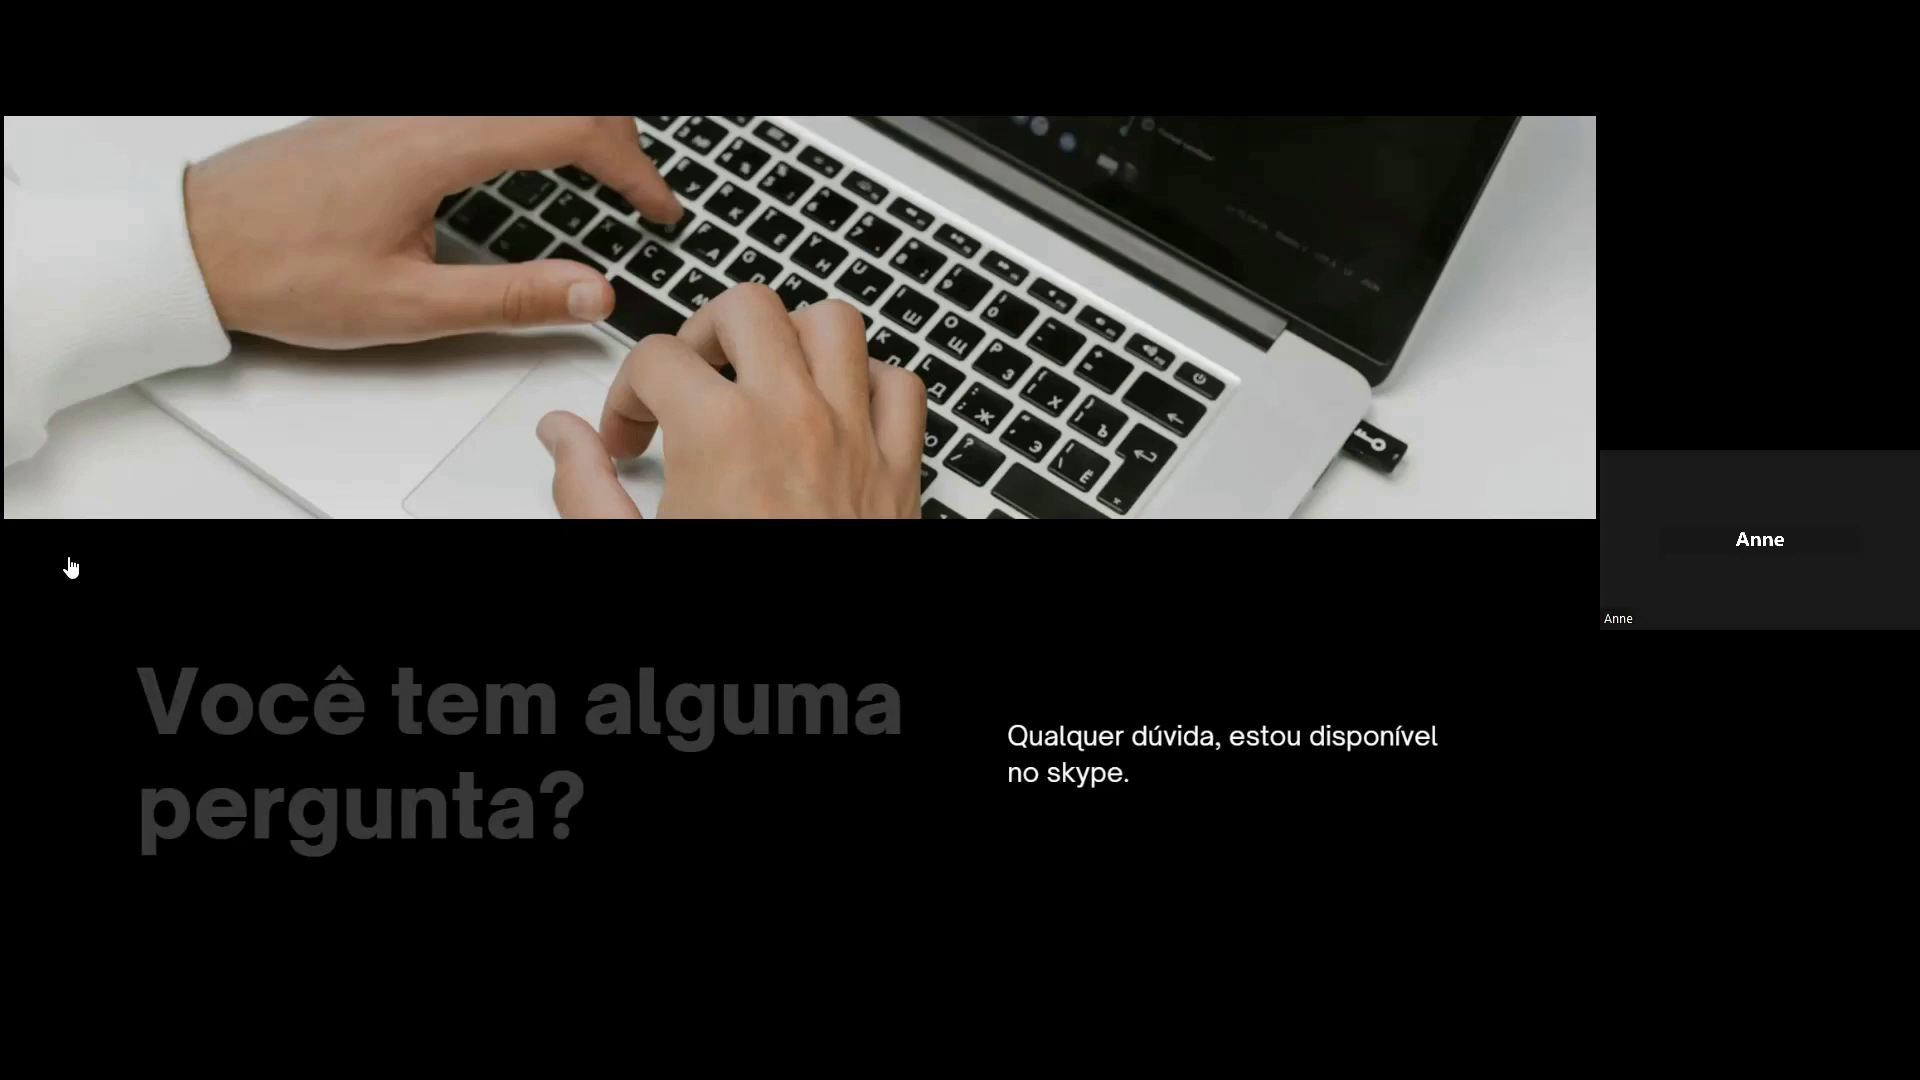 Anne
Anne
Você tem alguma
pergunta?
Qualquer dúvida, estou disponível
no skype.